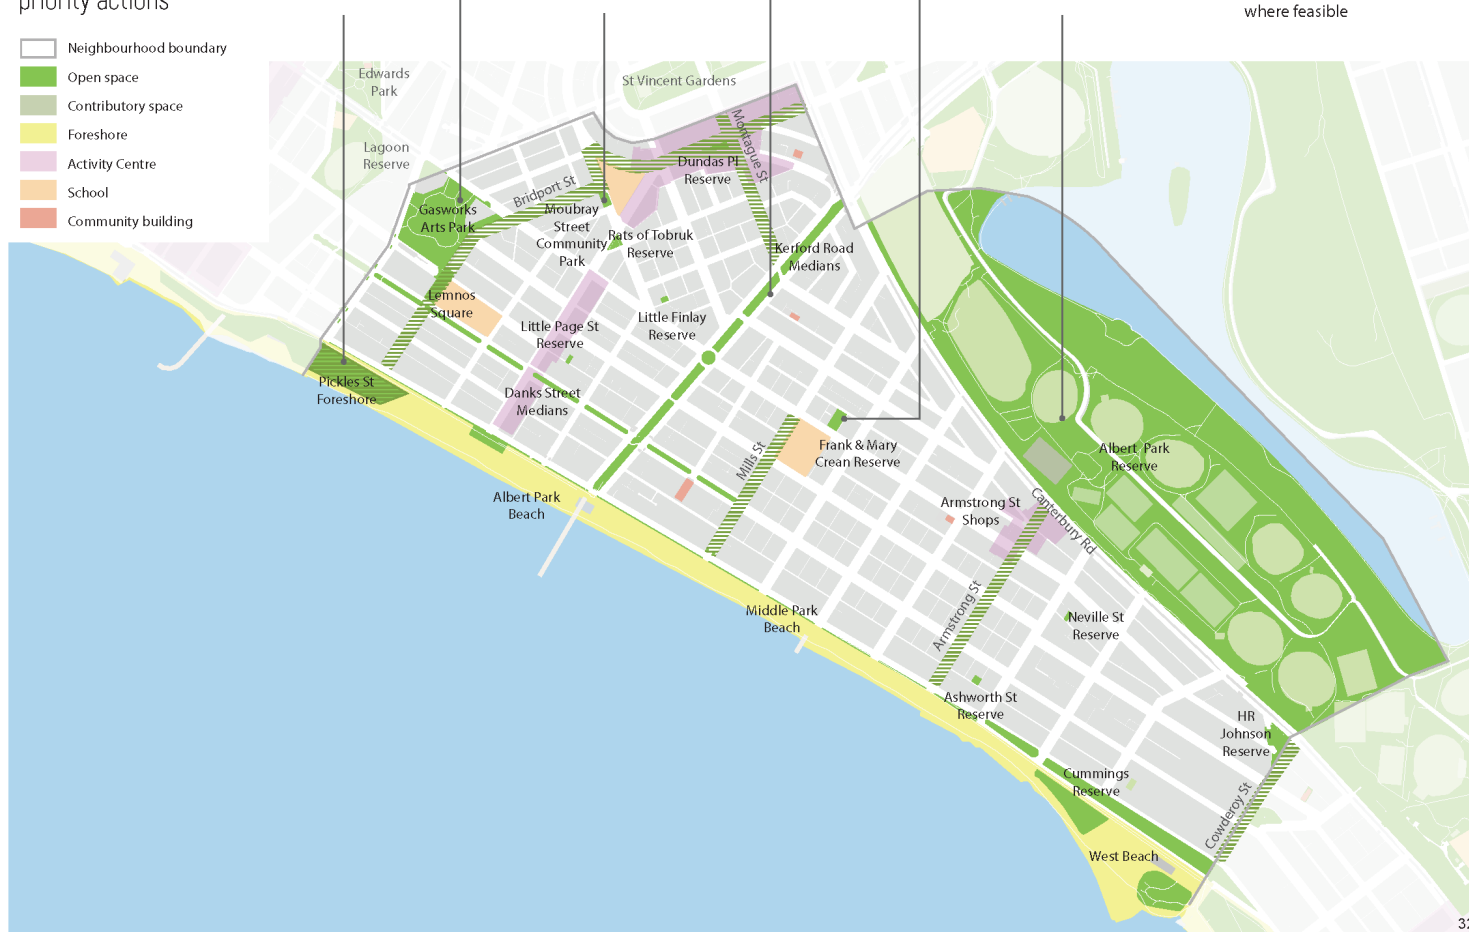 priority actions
where feasible
Neighbourhood boundary
Open space
Contributory space
Foreshore
Activity Centre
School
Community building
Edwards
Park
St Vincent Gardens
Lagoon
Reserve
Montague St
Dundas Pl
Reserve
Bridport St
Gasworks
Arts Park
Moubray
Street
Community
Park
Rats of Tobruk
Reserve
Kerford Road
Medians
Lemnos
Square
Little Page St
Reserve
Little Finlay
Reserve
Pickles St
Foreshore
Danks Street
Medians
Mills St
Frank & Mary
Crean Reserve
Albert Park
Reserve
Albert Park
Beach
Armstrong St
Shops
Canterbury Rd
Armstrong St
Middle Park
Beach
Neville St
Reserve
Ashworth St
Reserve
HR
Johnson
Reserve
Cummings
Reserve
Cowderoy St
West Beach